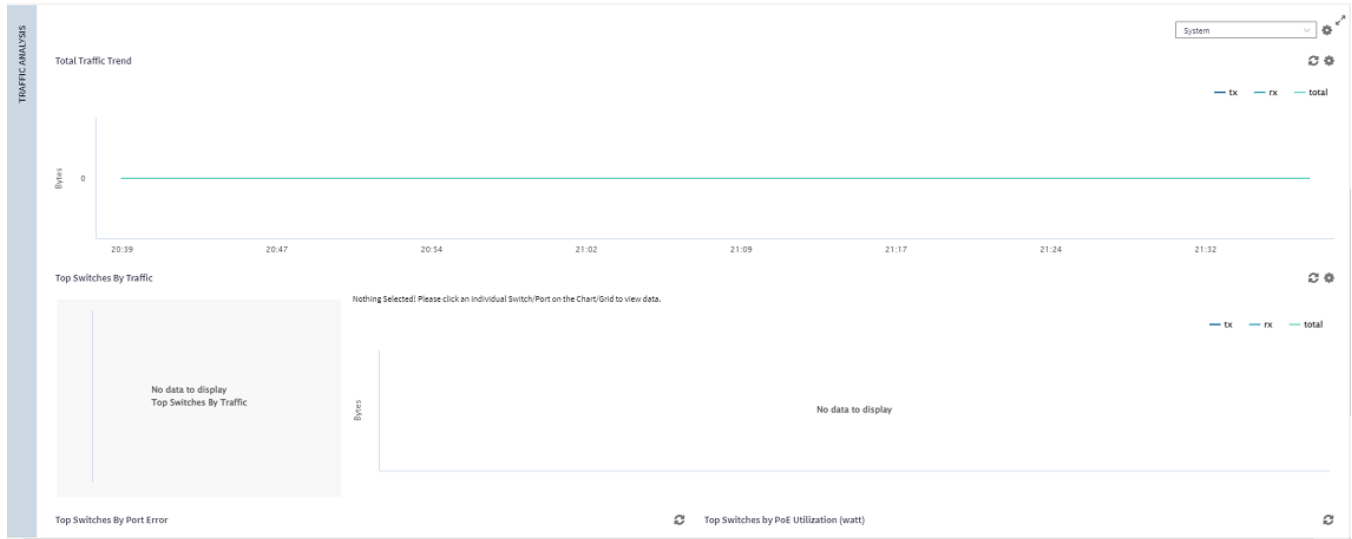 TRAFFIC ANALYSIS
System
Total Traffic Trend
tx rx total
Bytes
0
20:39 20:47 20:54 21:02 21:09 21:17 21:24 21:32
Top Switches By Traffic
Nothing Selected! Please click an individual Switch/Port on the Chart/Grid to view data.
tx rx total
No data to display
Top Switches By Traffic
Bytes
No data to display
Top Switches By Port Error
Top Switches by PoE Utilization (watt)